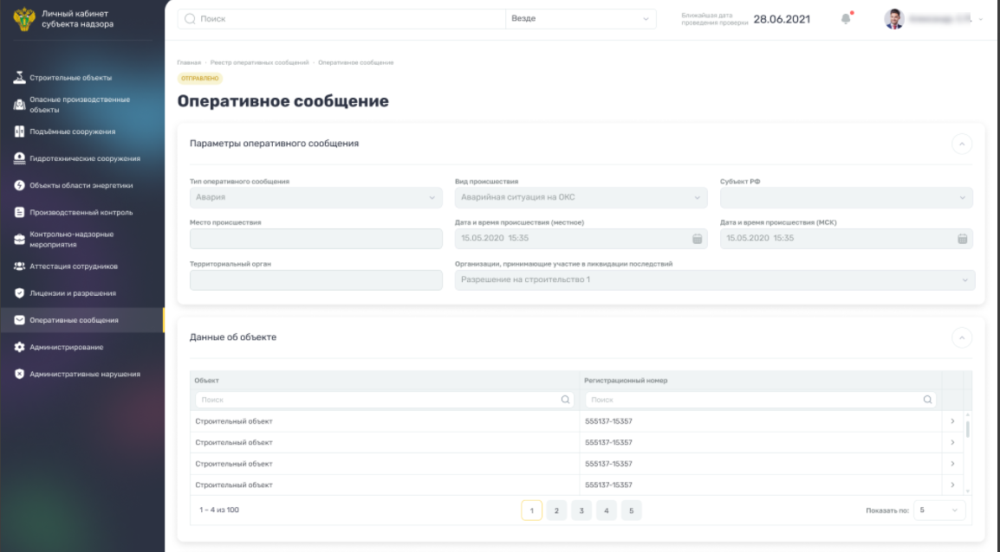 Личный кабинет
субъекта надзора
Поиск
Везде
Ближайшая дата
проведения проверки
28.06.2021
Строительные объекты
Опасные производственные
объекты
Подъёмные сооружения
Гидротехнические сооружения
Объекты области энергетики
Производственный контроль
Контрольно-надзорные
мероприятия
Аттестация сотрудников
Лицензии и разрешения
Оперативные сообщения
Администрирование
Административные нарушения
Главная · Реестр оперативных сообщений · Оперативное сообщение
ОТПРАВЛЕНО
Оперативное сообщение
Параметры оперативного сообщения
Тип оперативного сообщения
Вид происшествия
Субъект РФ
Авария
Аварийная ситуация на ОКС
Место происшествия
Дата и время происшествия (местное)
Дата и время происшествия (МСК)
15.05.2020 15:35
15.05.2020 15:35
Территориальный орган
Организации, принимающие участие в ликвидации последствий
Разрешение на строительство 1
Данные об объекте
Объект
Регистрационный номер
Поиск
Поиск
Строительный объект
555137-15357
Строительный объект
555137-15357
Строительный объект
555137-15357
Строительный объект
555137-15357
1 – 4 из 100
1 2 3 4 5
Показать по: 5